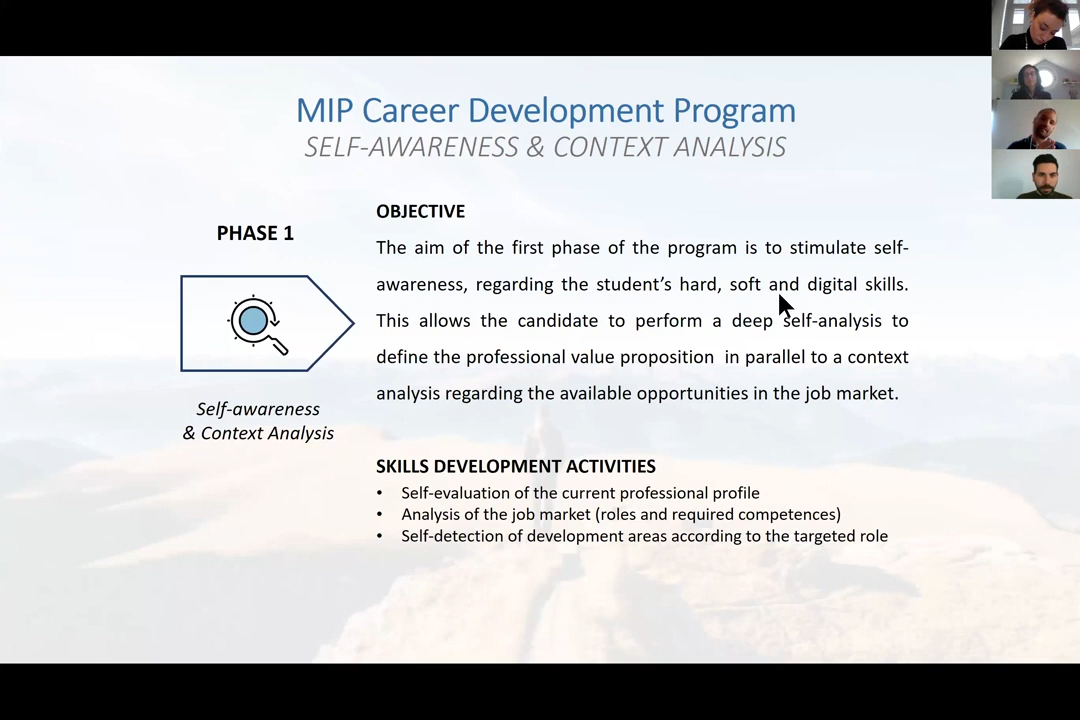 MIP Career Development Program
SELF-AWARENESS & CONTEXT ANALYSIS
PHASE 1
Self-awareness
& Context Analysis
OBJECTIVE
The aim of the first phase of the program is to stimulate self-
awareness, regarding the student’s hard, soft and digital skills.
This allows the candidate to perform a deep self-analysis to
define the professional value proposition in parallel to a context
analysis regarding the available opportunities in the job market.
SKILLS DEVELOPMENT ACTIVITIES
• Self-evaluation of the current professional profile
• Analysis of the job market (roles and required competences)
• Self-detection of development areas according to the targeted role